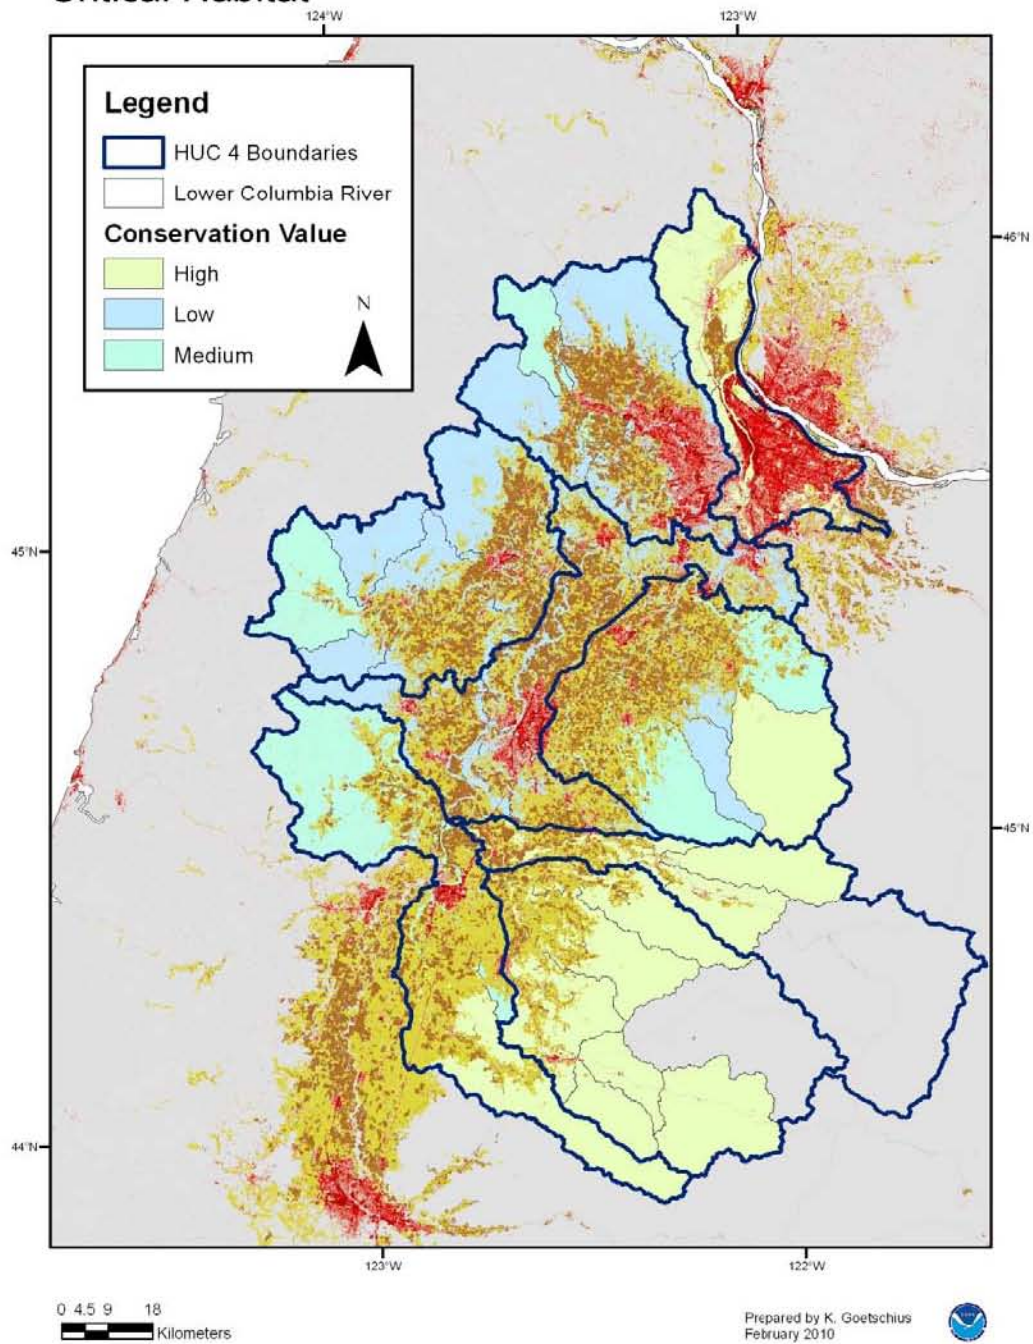 Critical Habitat
124°W 123°W
Legend
HUC 4 Boundaries
Lower Columbia River
Conservation Value
High
Low
Medium
N
46°N
45°N
45°N
44°N
123°W 122°W
0 4.5 9 18
Kilometers
Prepared by K. Goetschius
February 2010